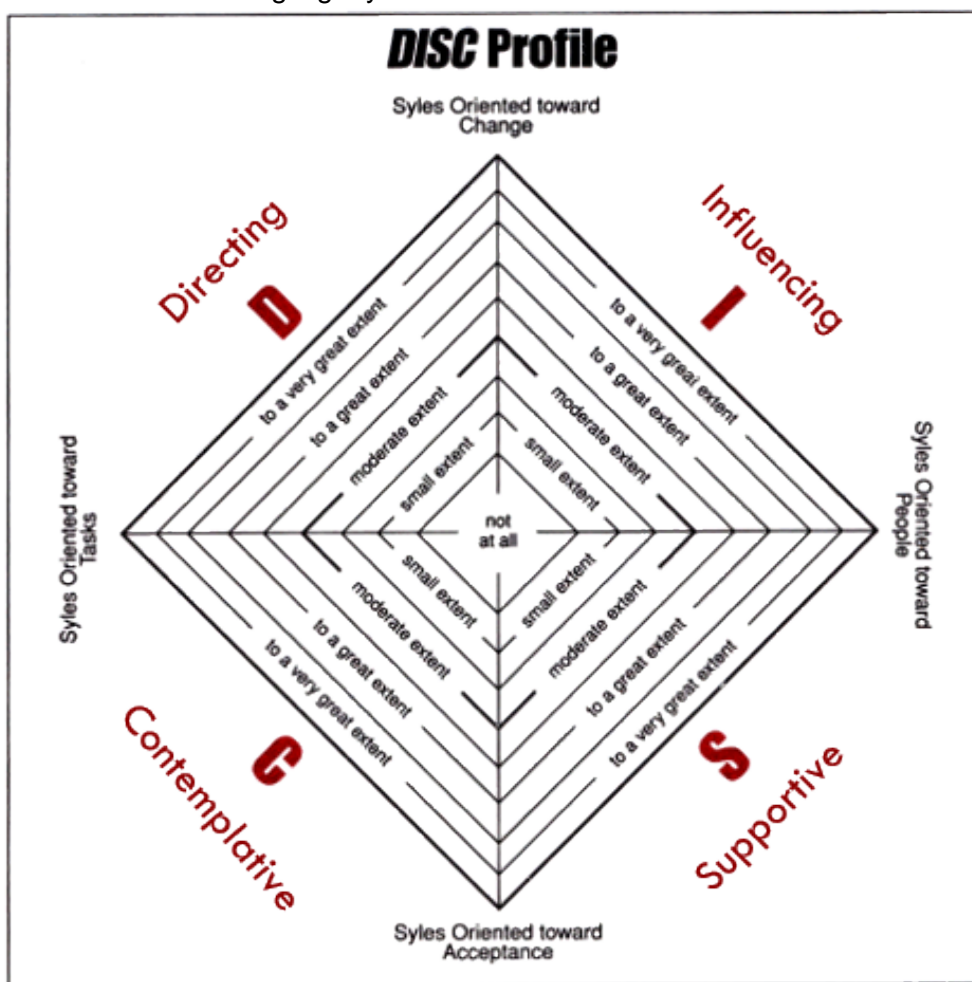 DISC Profile
Syles Oriented toward
Change
Directing
D
Influencing
I
to a very great extent
to a great extent
moderate extent
small extent
to a very great extent
to a great extent
moderate extent
small extent
Syles Oriented toward
Tasks
not
at all
Syles Oriented toward
People
small extent
moderate extent
to a great extent
to a very great extent
small extent
moderate extent
to a great extent
to a very great extent
Contemplative
C
Supportive
S
Syles Oriented toward
Acceptance